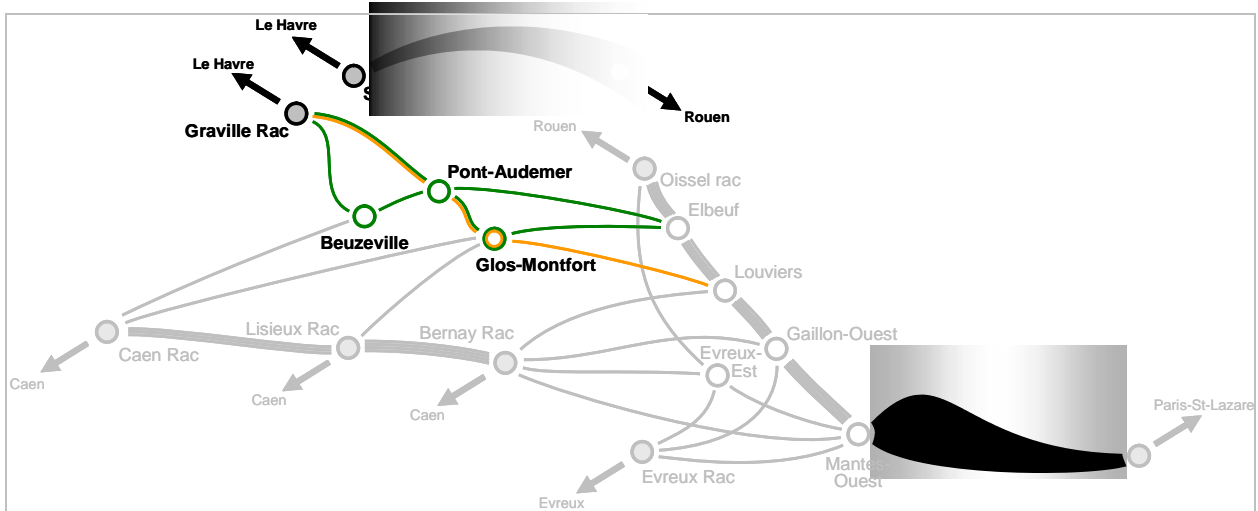 Le Havre
Le Havre
Rouen
Graville Rac
Rouen
Pont-Audemer
Oissel rac
Elbeuf
Beuzeville
Glos-Montfort
Louviers
Lisieux Rac
Bernay Rac
Gaillon-Ouest
Caen Rac
Evreux-
Est
Caen
Caen
Caen
Paris-St-Lazare
Mantes-
Ouest
Evreux Rac
Evreux